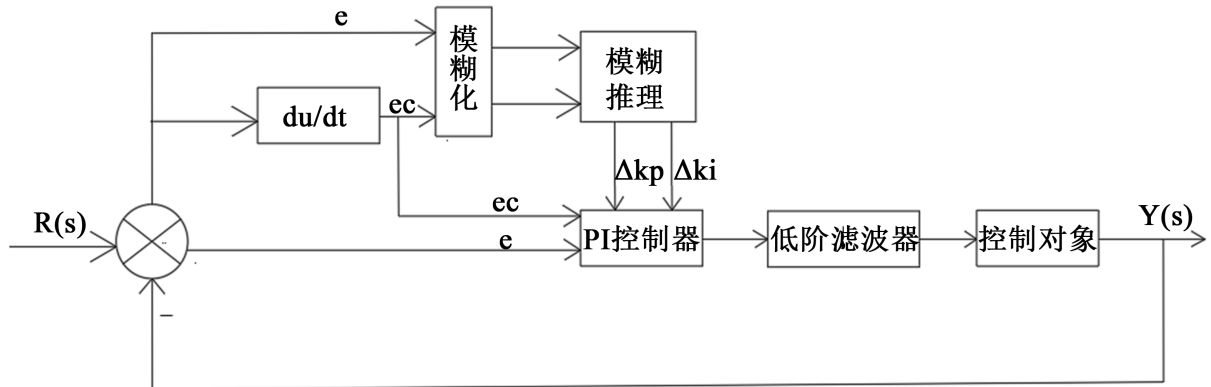 e
模糊化
模糊
推理
du/dt
ec
Δkp
Δki
ec
R(s)
e
PI控制器
低阶滤波器
控制对象
Y(s)
−